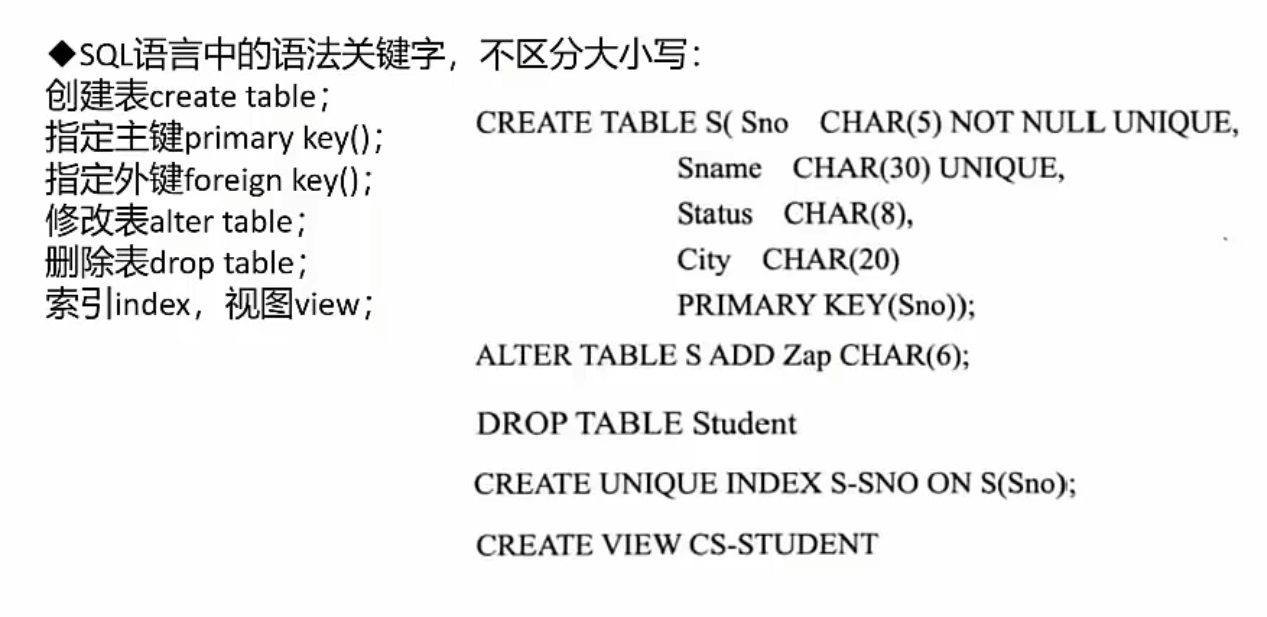 ◆SQL语言中的语法关键字，不区分大小写：
创建表create table；
指定主键primary key()；
指定外键foreign key()；
修改表alter table；
删除表drop table；
索引index，视图view；
CREATE TABLE S( Sno CHAR(5) NOT NULL UNIQUE,
Sname CHAR(30) UNIQUE,
Status CHAR(8),
City CHAR(20)
PRIMARY KEY(Sno));
ALTER TABLE S ADD Zap CHAR(6);
DROP TABLE Student
CREATE UNIQUE INDEX S-SNO ON S(Sno);
CREATE VIEW CS-STUDENT